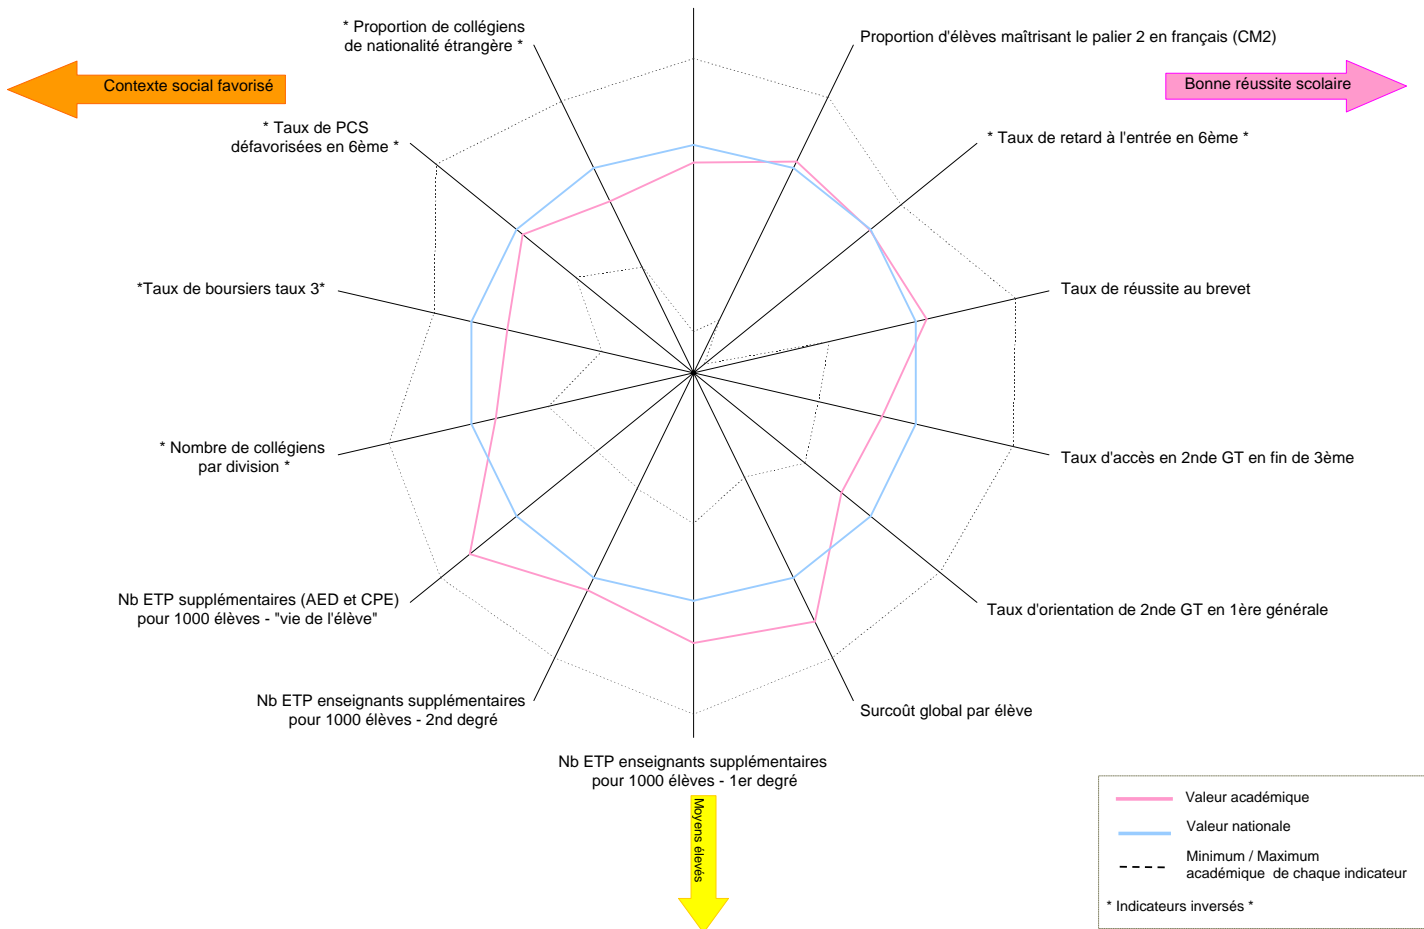 * Proportion de collégiens
de nationalité étrangère *
Proportion d'élèves maîtrisant le palier 2 en français (CM2)
Contexte social favorisé
Bonne réussite scolaire
* Taux de PCS
défavorisées en 6ème *
* Taux de retard à l'entrée en 6ème *
*Taux de boursiers taux 3*
Taux de réussite au brevet
* Nombre de collégiens
par division *
Taux d'accès en 2nde GT en fin de 3ème
Nb ETP supplémentaires (AED et CPE)
pour 1000 élèves - "vie de l'élève"
Taux d'orientation de 2nde GT en 1ère générale
Nb ETP enseignants supplémentaires
pour 1000 élèves - 2nd degré
Surcoût global par élève
Nb ETP enseignants supplémentaires
pour 1000 élèves - 1er degré
Moyens élevés
Valeur académique
Valeur nationale
Minimum / Maximum
académique  de chaque indicateur
* Indicateurs inversés *